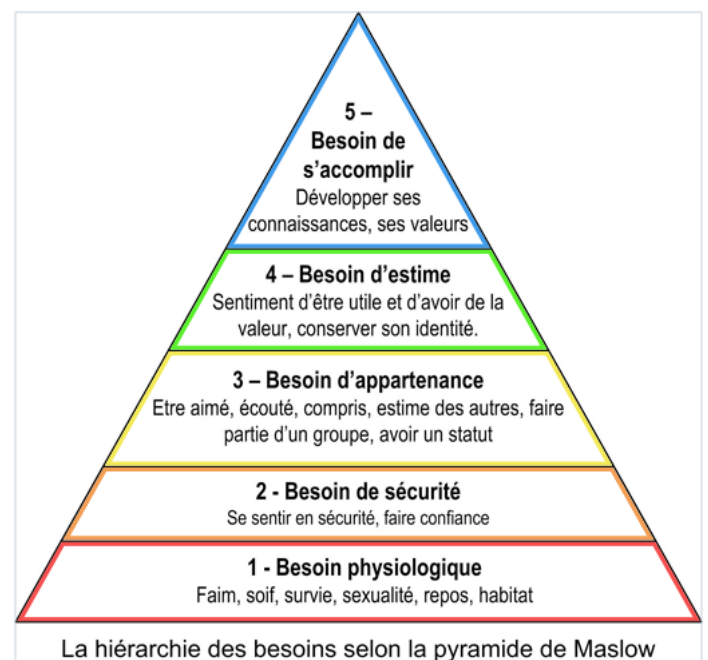 5 –
Besoin de
s’accomplir
Développer ses
connaissances, ses valeurs
4 – Besoin d’estime
Sentiment d’être utile et d’avoir de la
valeur, conserver son identité.
3 – Besoin d’appartenance
Etre aimé, écouté, compris, estime des autres, faire
partie d’un groupe, avoir un statut
2 - Besoin de sécurité
Se sentir en sécurité, faire confiance
1 - Besoin physiologique
Faim, soif, survie, sexualité, repos, habitat
La hiérarchie des besoins selon la pyramide de Maslow